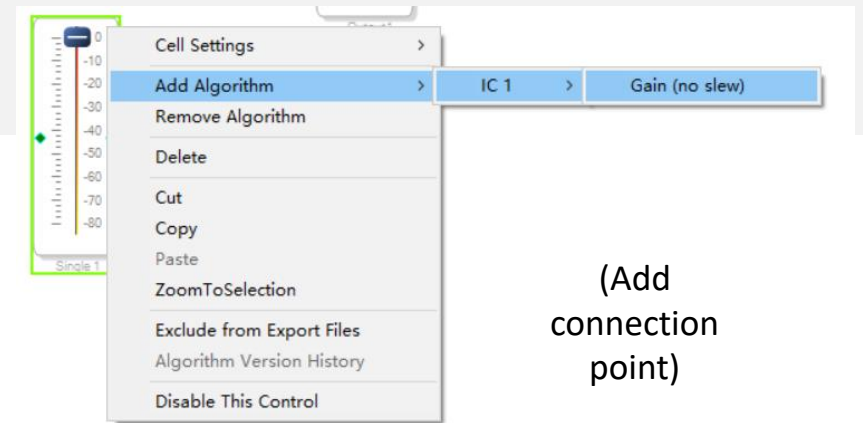 0
-10
-20
-30
-40
-50
-60
-70
-80
Single 1
Cell Settings >
Add Algorithm >
IC 1 >
Gain (no slew)
Remove Algorithm
Delete
Cut
Copy
Paste
ZoomToSelection
Exclude from Export Files
Algorithm Version History
Disable This Control
(Add
connection
point)